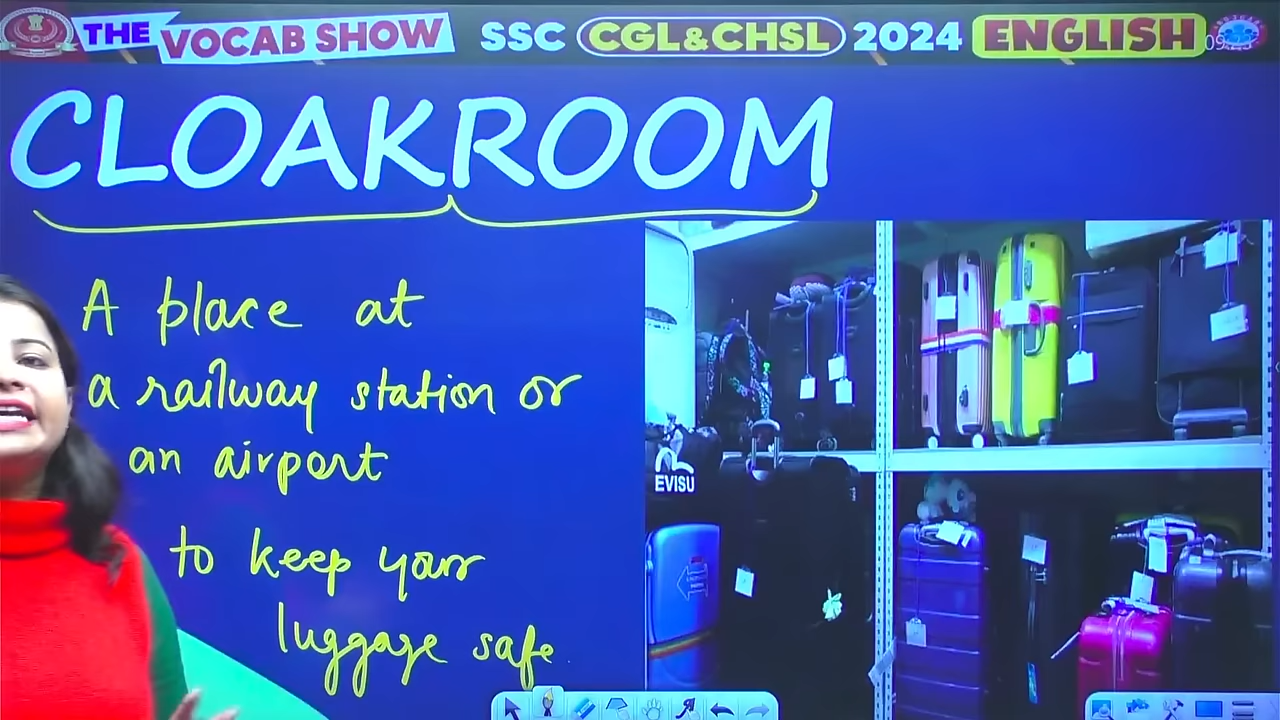 THE VOCAB SHOW SSC CGL&CHSL 2024 ENGLISH
CLOAKROOM
A place at
a railway station or
an airport
to keep your
luggage safe
EVISU